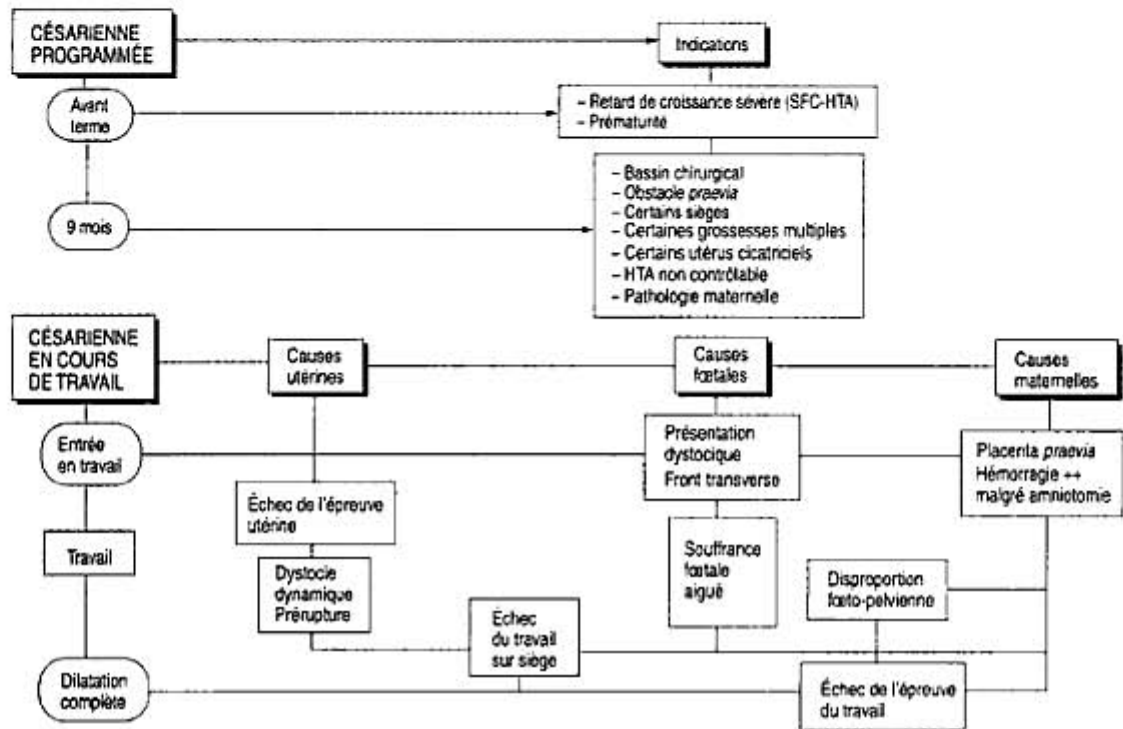 CÉSARIENNE
PROGRAMMÉE
Indications
Avant
terme
– Retard de croissance sévère (SFC-HTA)
– Prématurité
9 mois
– Bassin chirurgical
– Obstacle praevia
– Certains sièges
– Certaines grossesses multiples
– Certains utérus cicatriciels
– HTA non contrôlable
– Pathologie maternelle
CÉSARIENNE
EN COURS
DE TRAVAIL
Causes
utérines
Causes
fœtales
Causes
maternelles
Entrée
en travail
Présentation
dystocique
Front transverse
Placenta praevia
Hémorragie ++
malgré amniotomie
Échec de l'épreuve
utérine
Travail
Dystocie
dynamique
Prérupture
Souffrance
fœtale
aiguë
Disproportion
fœto-pelvienne
Échec
du travail
sur siège
Dilatation
complète
Échec de l'épreuve
du travail